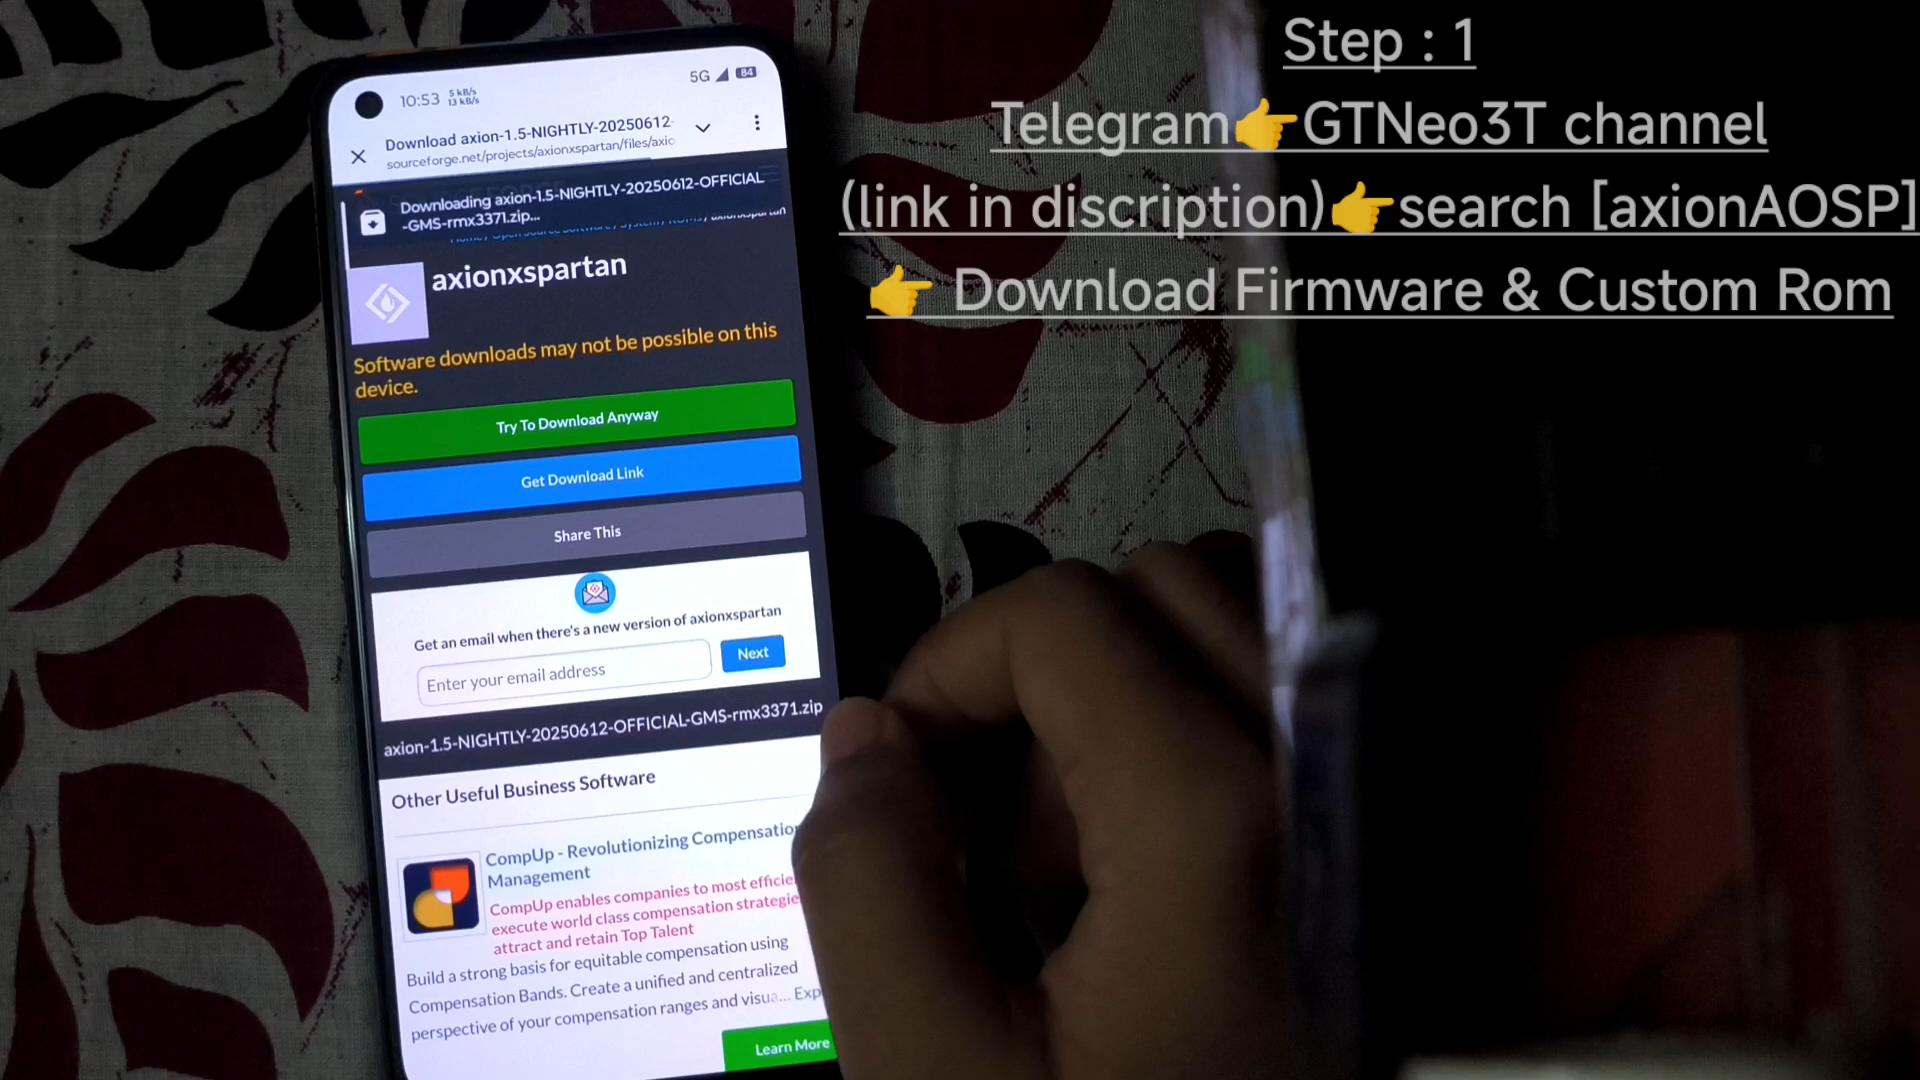 Step : 1
Telegram👉GTNeo3T channel
(link in discription)👉search [axionAOSP]
👉 Download Firmware & Custom Rom
10:53
5 kB/s
13 kB/s
5G
84
Download axion-1.5-NIGHTLY-20250612-
sourceforge.net/projects/axionxspartan/files/axio
Downloading axion-1.5-NIGHTLY-20250612-OFFICIAL
-GMS-rmx3371.zip...
axionxspartan
Software downloads may not be possible on this
device.
Try To Download Anyway
Get Download Link
Share This
Get an email when there's a new version of axionxspartan
Enter your email address
Next
axion-1.5-NIGHTLY-20250612-OFFICIAL-GMS-rmx3371.zip
Other Useful Business Software
CompUp - Revolutionizing Compensation
Management
CompUp enables companies to most efficie
execute world class compensation strategie
attract and retain Top Talent
Build a strong basis for equitable compensation using
Compensation Bands. Create a unified and centralized
perspective of your compensation ranges and visua... Exp
Learn More